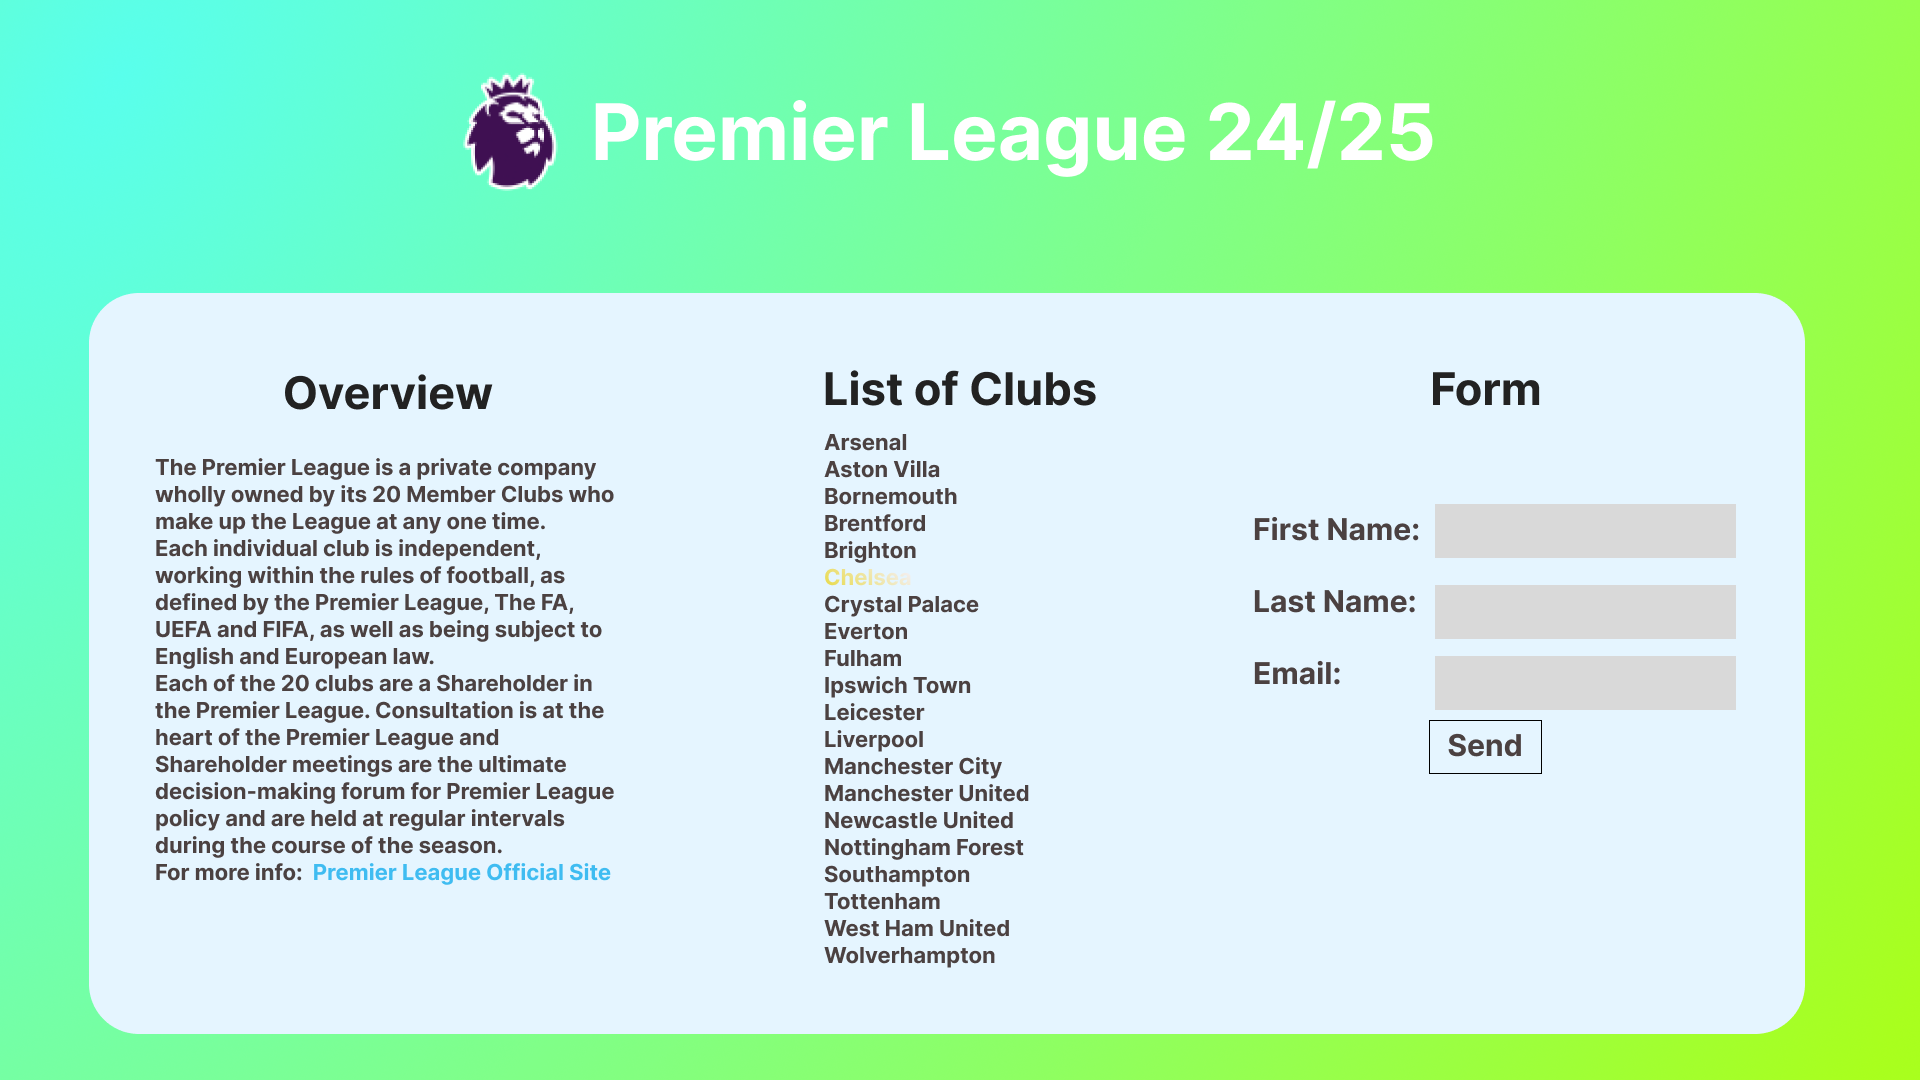 Premier League 24/25
Overview
The Premier League is a private company
wholly owned by its 20 Member Clubs who
make up the League at any one time.
Each individual club is independent,
working within the rules of football, as
defined by the Premier League, The FA,
UEFA and FIFA, as well as being subject to
English and European law.
Each of the 20 clubs are a Shareholder in
the Premier League. Consultation is at the
heart of the Premier League and
Shareholder meetings are the ultimate
decision-making forum for Premier League
policy and are held at regular intervals
during the course of the season.
For more info: Premier League Official Site
List of Clubs
Arsenal
Aston Villa
Bornemouth
Brentford
Brighton
Chelsea
Crystal Palace
Everton
Fulham
Ipswich Town
Leicester
Liverpool
Manchester City
Manchester United
Newcastle United
Nottingham Forest
Southampton
Tottenham
West Ham United
Wolverhampton
Form
First Name:
Last Name:
Email:
Send